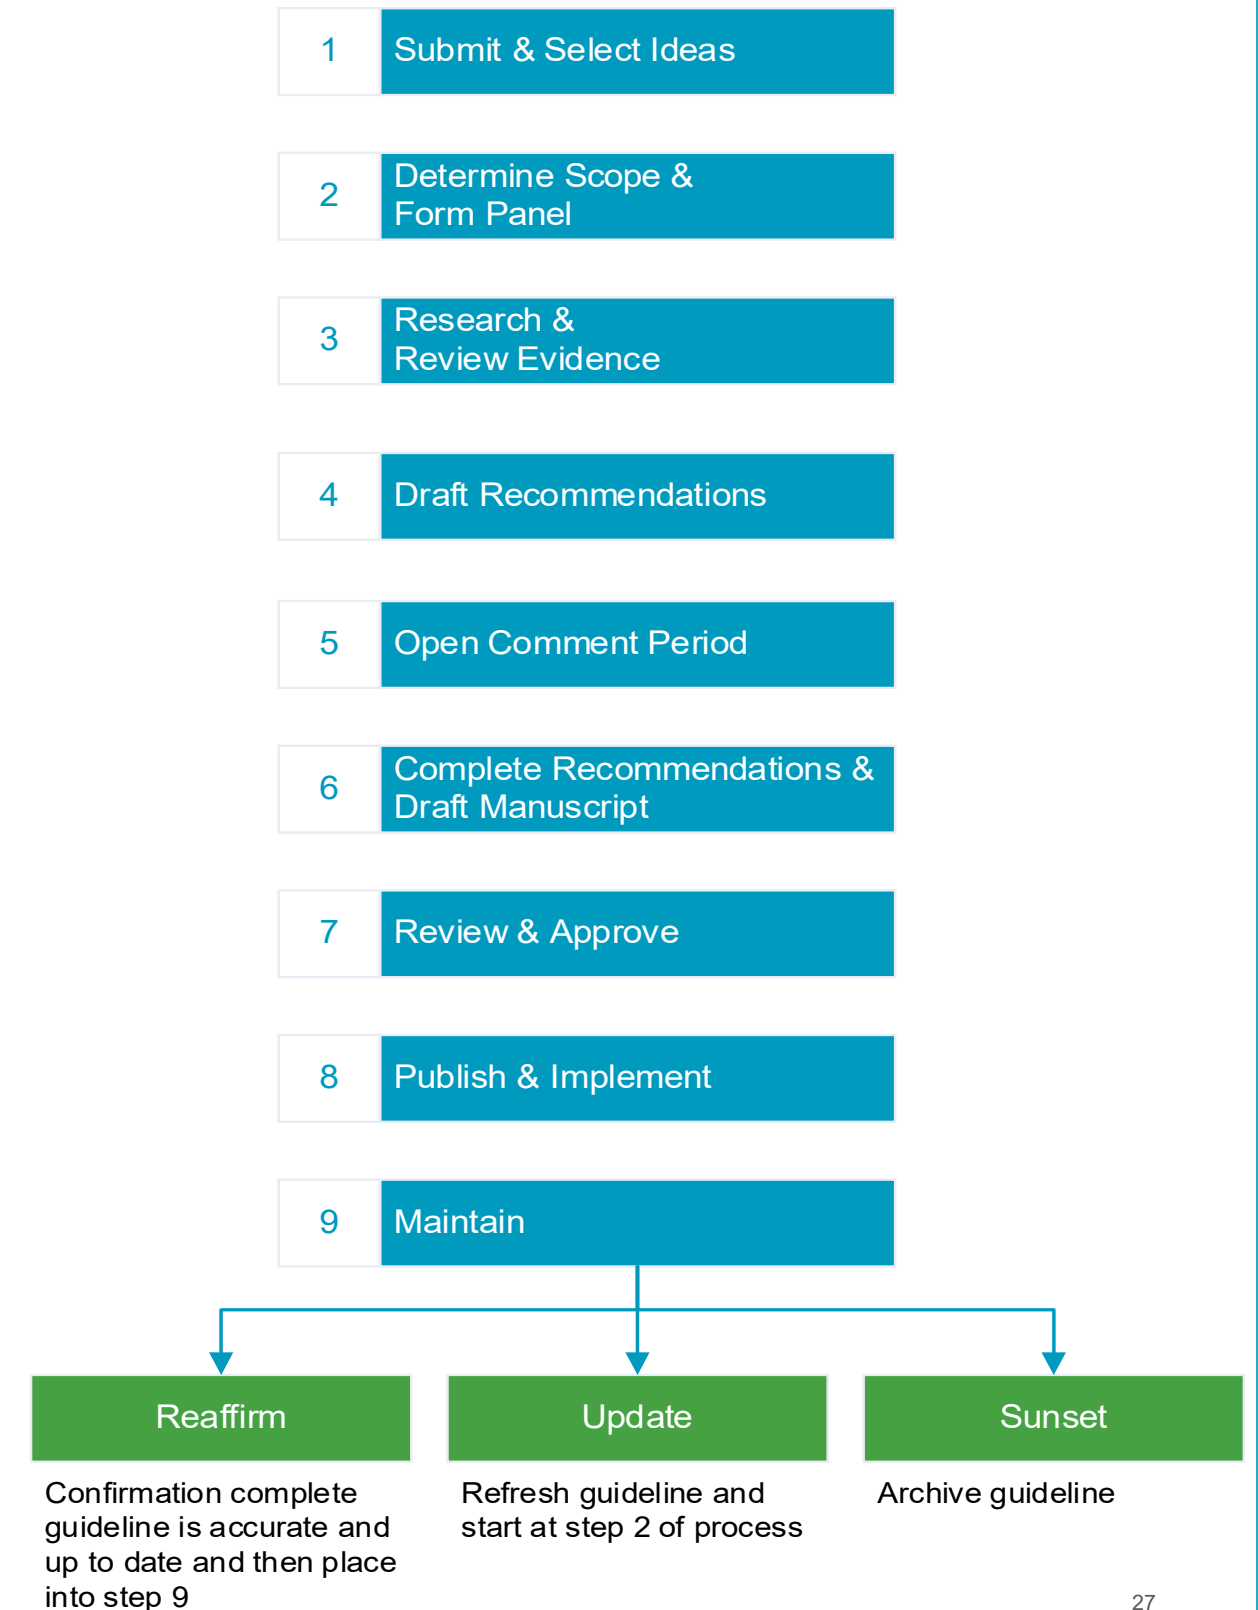 1 Submit & Select Ideas
2 Determine Scope &
Form Panel
3 Research &
Review Evidence
4 Draft Recommendations
5 Open Comment Period
6 Complete Recommendations &
Draft Manuscript
7 Review & Approve
8 Publish & Implement
9 Maintain
Reaffirm
Confirmation complete
guideline is accurate and
up to date and then place
into step 9
Update
Refresh guideline and
start at step 2 of process
Sunset
Archive guideline
27